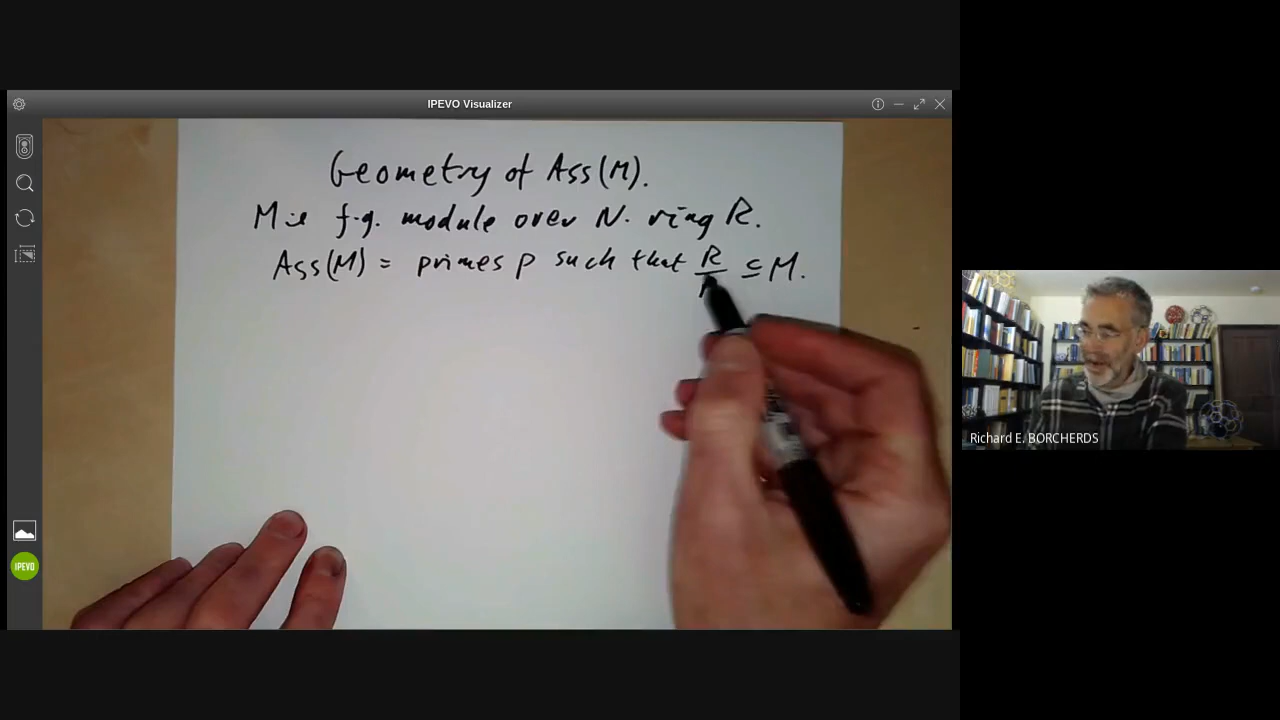 IPEVO Visualizer
Geometry of Ass(M).
M is f.g. module over N. ring R.
Ass(M) = primes p such that R/p ⊆ M.
IPEVO
Richard E. BORCHERDS